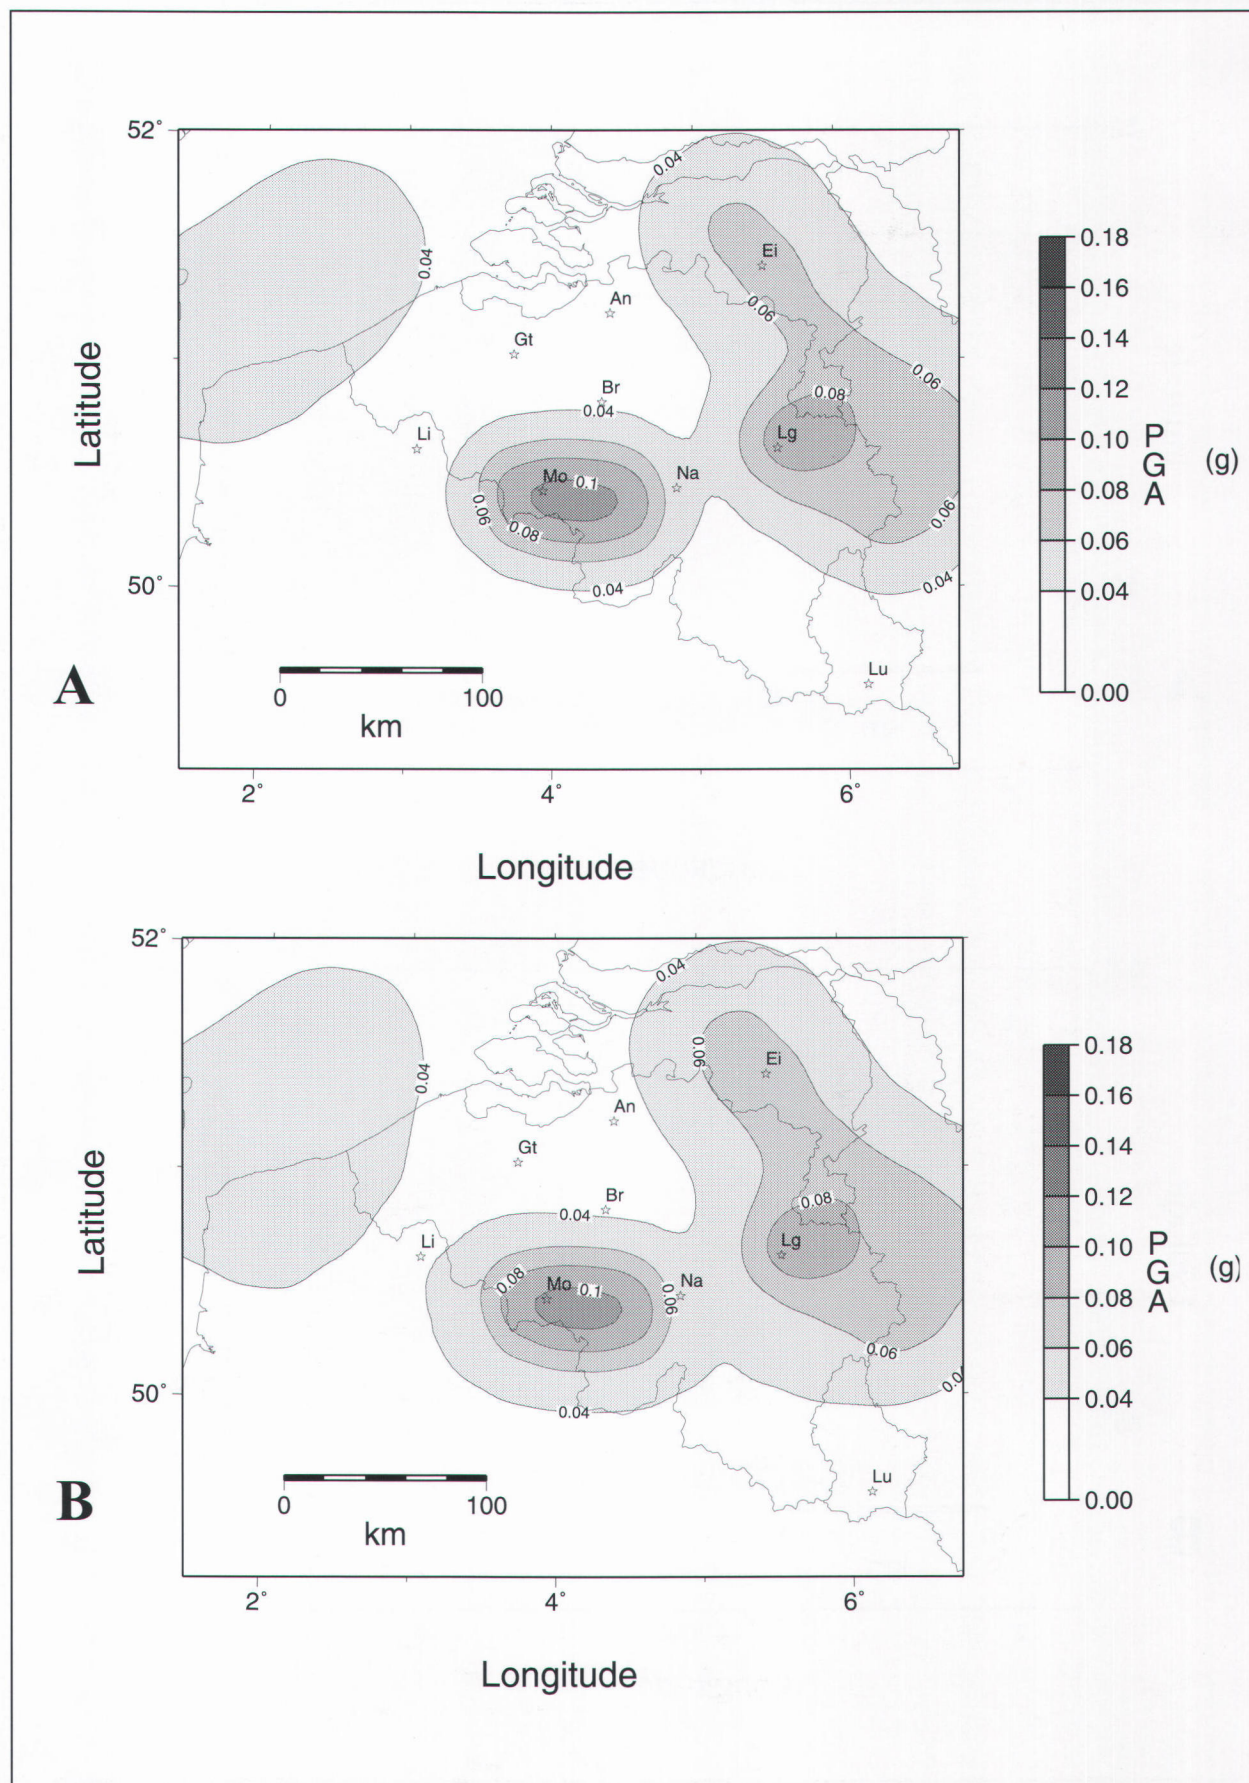 52°
0.04
0.04
Ei
0.18
0.16
An
0.06
0.14
Gt
0.06
0.12
Br
0.08
0.04
0.10
Latitude
Li
Lg
P
G
A
(g)
Mo
0.1
Na
0.08
0.06
0.08
0.06
0.06
50°
0.04
0.04
0.04
A
Lu
0.00
0
100
km
2°
4°
6°
Longitude
52°
0.04
0.06
Ei
0.04
0.18
0.16
An
0.14
Gt
0.12
Br
0.08
0.04
0.10
Latitude
Li
Lg
P
G
A
(g)
0.08
Mo
0.1
0.06
Na
0.08
0.06
0.06
50°
0.04
0.04
B
Lu
0.00
0
100
km
2°
4°
6°
Longitude